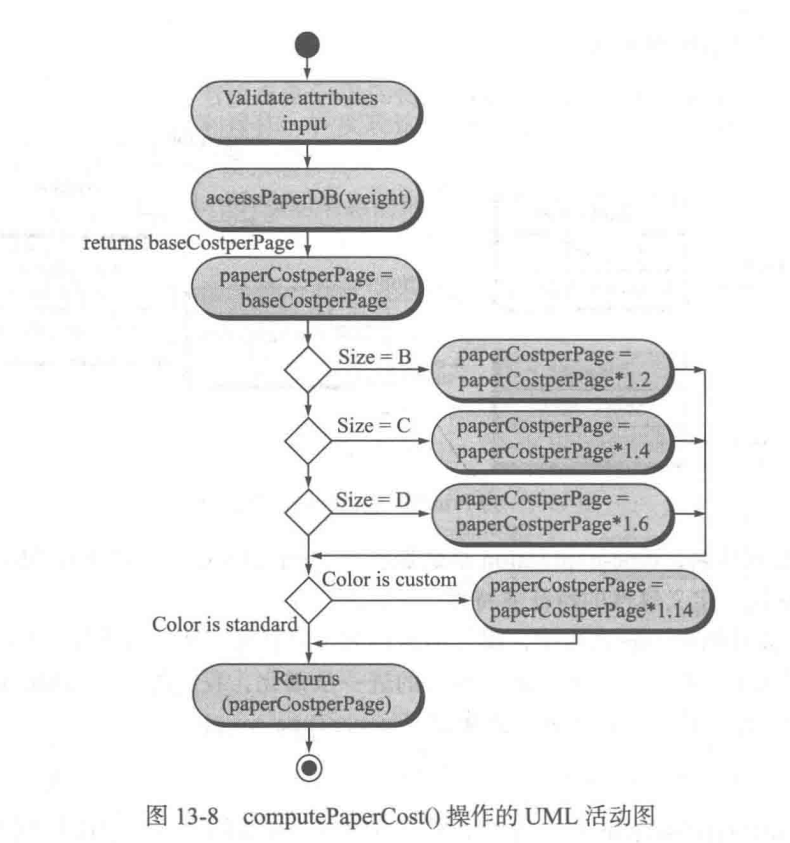 Validate attributes
input
accessPaperDB(weight)
returns baseCostperPage
paperCostperPage =
baseCostperPage
Size = B
paperCostperPage =
paperCostperPage*1.2
Size = C
paperCostperPage =
paperCostperPage*1.4
Size = D
paperCostperPage =
paperCostperPage*1.6
Color is custom
paperCostperPage =
paperCostperPage*1.14
Color is standard
Returns
(paperCostperPage)
图 13-8 computePaperCost() 操作的 UML 活动图